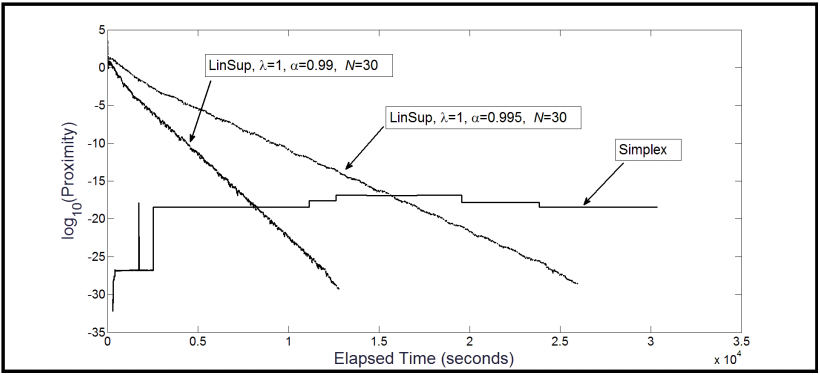 log10(Proximity)
5
0
-5
-10
-15
-20
-25
-30
-35
LinSup, λ=1, α=0.99, N=30
LinSup, λ=1, α=0.995, N=30
Simplex
0 0.5 1 1.5 2 2.5 3 3.5
Elapsed Time (seconds)
x 10^4